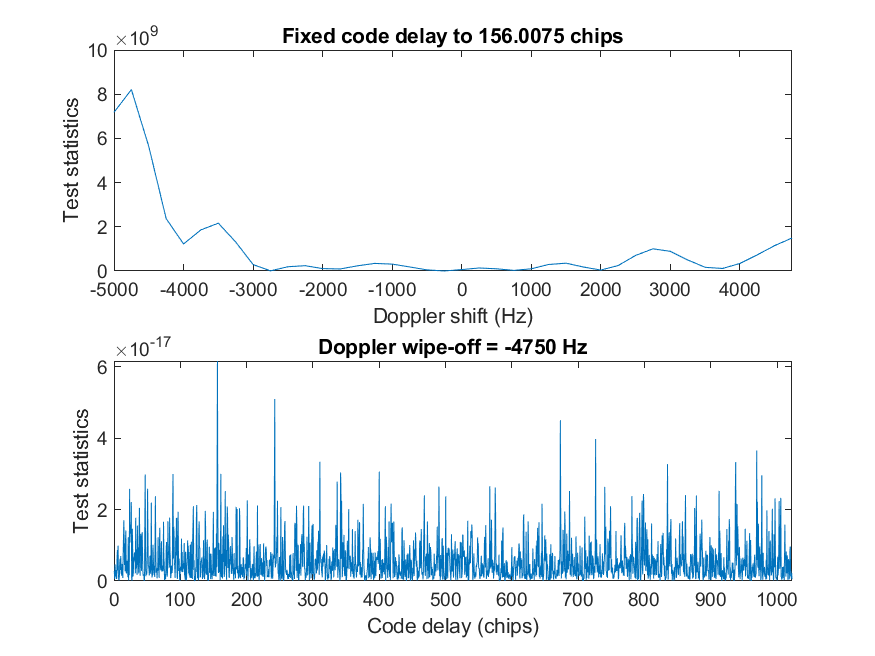 Fixed code delay to 156.0075 chips
×10^9
10
8
6
4
2
0
Test statistics
-5000 -4000 -3000 -2000 -1000 0 1000 2000 3000 4000
Doppler shift (Hz)
Doppler wipe-off = -4750 Hz
×10^-17
6
4
2
0
Test statistics
0 100 200 300 400 500 600 700 800 900 1000
Code delay (chips)